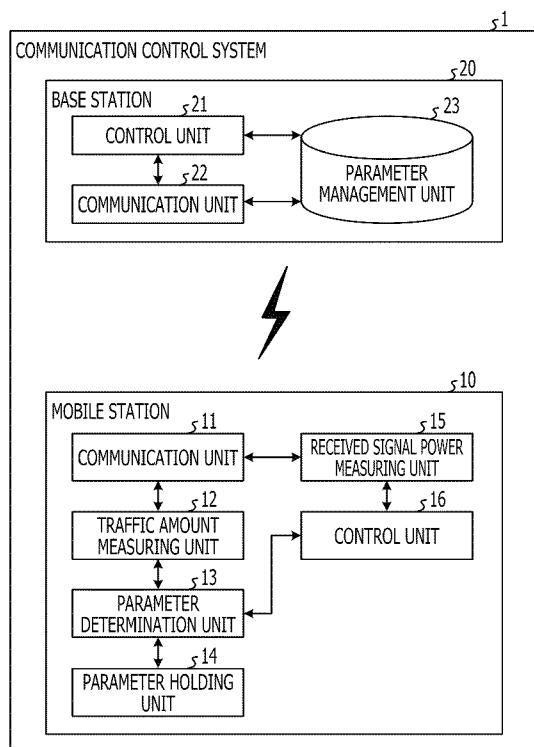 1
COMMUNICATION CONTROL SYSTEM
20
BASE STATION
21
CONTROL UNIT
22
COMMUNICATION UNIT
23
PARAMETER
MANAGEMENT UNIT
10
MOBILE STATION
11
COMMUNICATION UNIT
12
TRAFFIC AMOUNT
MEASURING UNIT
13
PARAMETER
DETERMINATION UNIT
14
PARAMETER HOLDING
UNIT
15
RECEIVED SIGNAL POWER
MEASURING UNIT
16
CONTROL UNIT